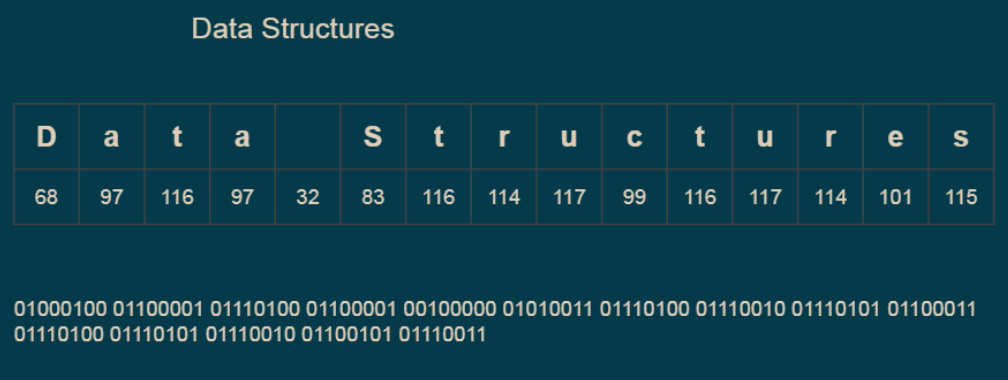 Data Structures
D a t a S t r u c t u r e s
68 97 116 97 32 83 116 114 117 99 116 117 114 101 115
01000100 01100001 01110100 01100001 00100000 01010011 01110100 01110010 01110101 01100011
01110100 01110101 01110010 01100101 01110011